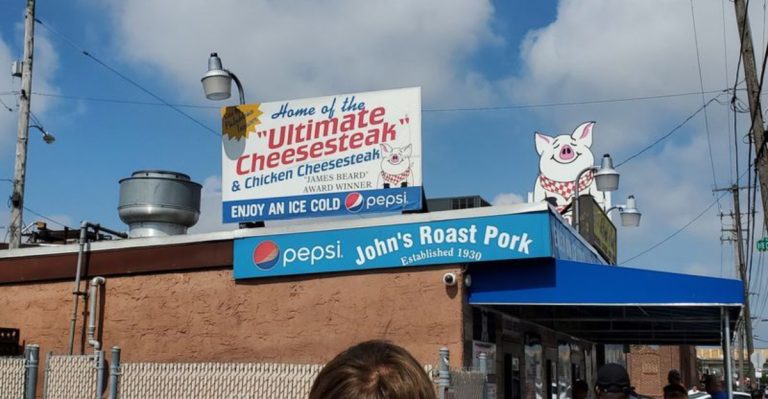 Home of the
"Ultimate
Cheesesteak"
& Chicken Cheesesteak
"JAMES BEARD"
AWARD WINNER
ENJOY AN ICE COLD pepsi
pepsi John's Roast Pork
Established 1930